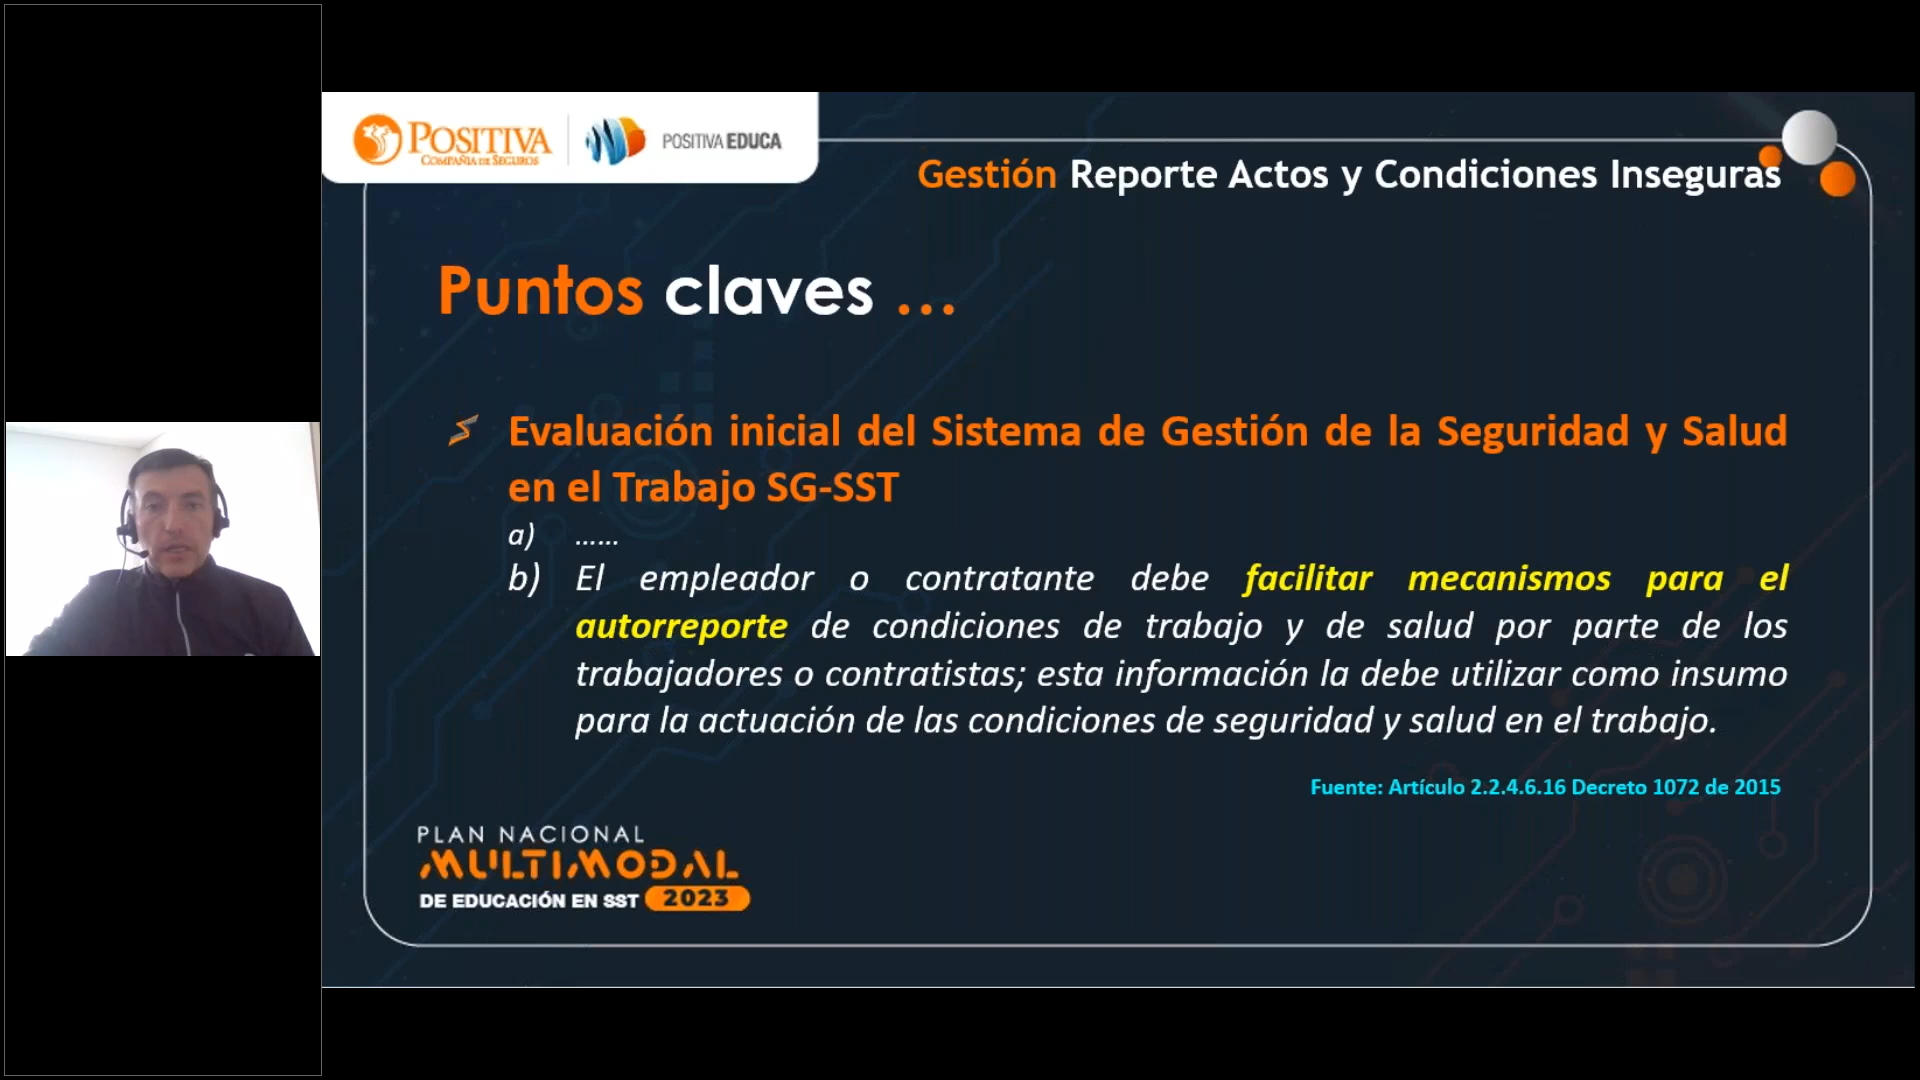 POSITIVA
COMPAÑIA DE SEGUROS
POSITIVA EDUCA
Gestión Reporte Actos y Condiciones Inseguras
Puntos claves ...
Evaluación inicial del Sistema de Gestión de la Seguridad y Salud
en el Trabajo SG-SST
a) ......
b) El empleador o contratante debe facilitar mecanismos para el
autorreporte de condiciones de trabajo y de salud por parte de los
trabajadores o contratistas; esta información la debe utilizar como insumo
para la actuación de las condiciones de seguridad y salud en el trabajo.
Fuente: Artículo 2.2.4.6.16 Decreto 1072 de 2015
PLAN NACIONAL
MULTIMODAL
DE EDUCACIÓN EN SST 2023